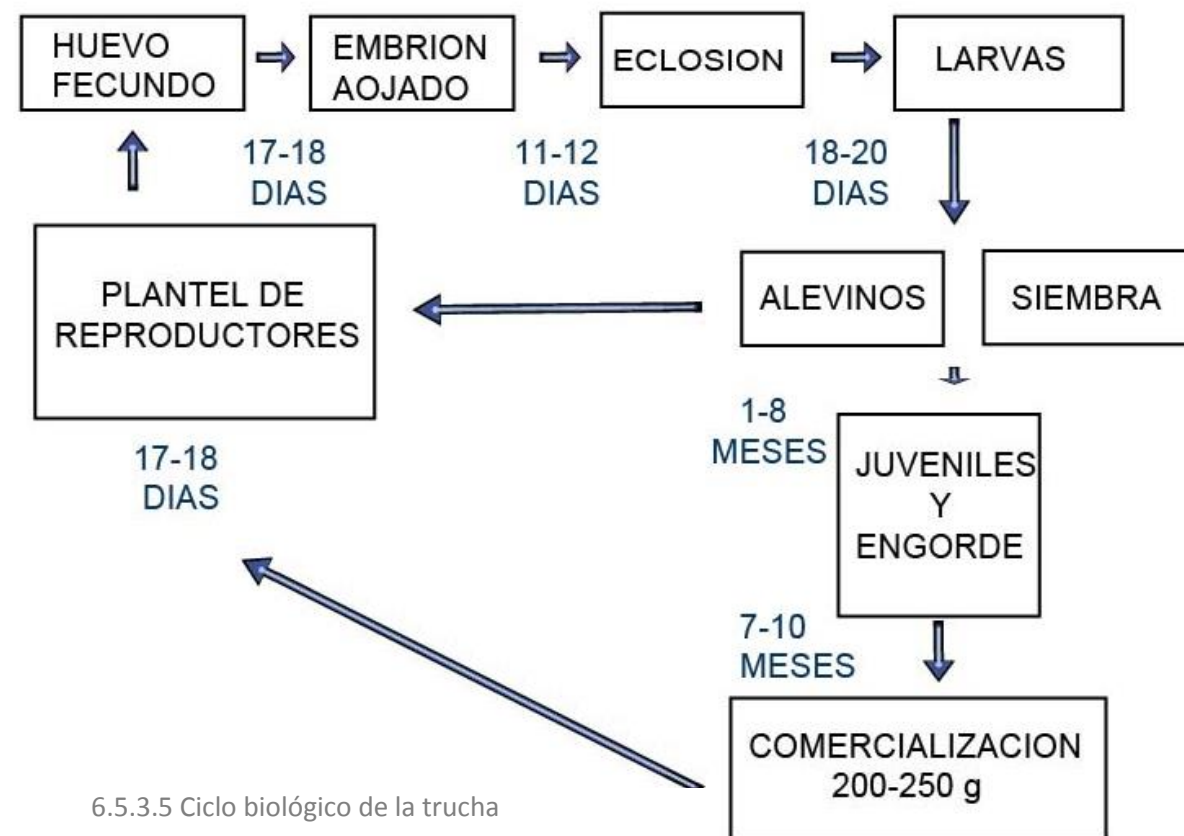 HUEVO
FECUNDO
EMBRION
AOJADO
ECLOSION
LARVAS
17-18
DIAS
11-12
DIAS
18-20
DIAS
PLANTEL DE
REPRODUCTORES
ALEVINOS
SIEMBRA
17-18
DIAS
1-8
MESES
JUVENILES
Y
ENGORDE
7-10
MESES
COMERCIALIZACION
200-250 g
6.5.3.5 Ciclo biológico de la trucha